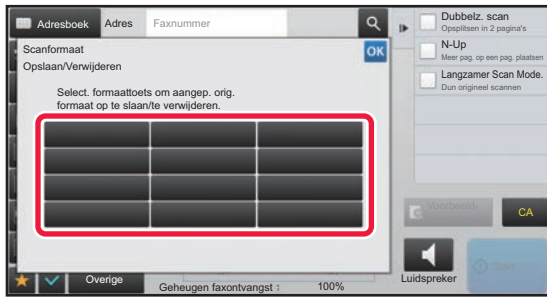 Adresboek
Adres
Faxnummer
Scanformaat
OK
Opslaan/Verwijderen
Select. formaattoets om aangep. orig.
formaat op te slaan/te verwijderen.
Dubbelz. scan
Opsplitsen in 2 pagina's
N-Up
Meer pag. op een pag. plaatsen
Langzamer Scan Mode.
Dun origineel scannen
Voorbeeld
CA
Luidspreker
Start
Overige
Geheugen faxontvangst :
100%